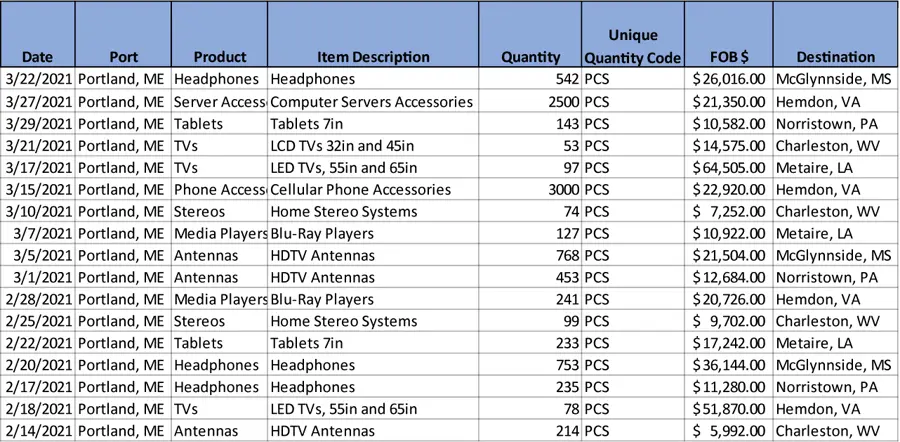 Date Port Product Item Description Quantity Unique Quantity Code FOB $ Destination
3/22/2021 Portland, ME Headphones Headphones 542 PCS $26,016.00 McGlynnside, MS
3/27/2021 Portland, ME Server Access Computer Servers Accessories 2500 PCS $21,350.00 Hemdon, VA
3/29/2021 Portland, ME Tablets Tablets 7in 143 PCS $10,582.00 Norristown, PA
3/21/2021 Portland, ME TVs LCD TVs 32in and 45in 53 PCS $14,575.00 Charleston, WV
3/17/2021 Portland, ME TVs LED TVs, 55in and 65in 97 PCS $64,505.00 Metaire, LA
3/15/2021 Portland, ME Phone Access Cellular Phone Accessories 3000 PCS $22,920.00 Hemdon, VA
3/10/2021 Portland, ME Stereos Home Stereo Systems 74 PCS $ 7,252.00 Charleston, WV
3/7/2021 Portland, ME Media Players Blu-Ray Players 127 PCS $10,922.00 Metaire, LA
3/5/2021 Portland, ME Antennas HDTV Antennas 768 PCS $21,504.00 McGlynnside, MS
3/1/2021 Portland, ME Antennas HDTV Antennas 453 PCS $12,684.00 Norristown, PA
2/28/2021 Portland, ME Media Players Blu-Ray Players 241 PCS $20,726.00 Hemdon, VA
2/25/2021 Portland, ME Stereos Home Stereo Systems 99 PCS $ 9,702.00 Charleston, WV
2/22/2021 Portland, ME Tablets Tablets 7in 233 PCS $17,242.00 Metaire, LA
2/20/2021 Portland, ME Headphones Headphones 753 PCS $36,144.00 McGlynnside, MS
2/17/2021 Portland, ME Headphones Headphones 235 PCS $11,280.00 Norristown, PA
2/18/2021 Portland, ME TVs LED TVs, 55in and 65in 78 PCS $51,870.00 Hemdon, VA
2/14/2021 Portland, ME Antennas HDTV Antennas 214 PCS $ 5,992.00 Charleston, WV